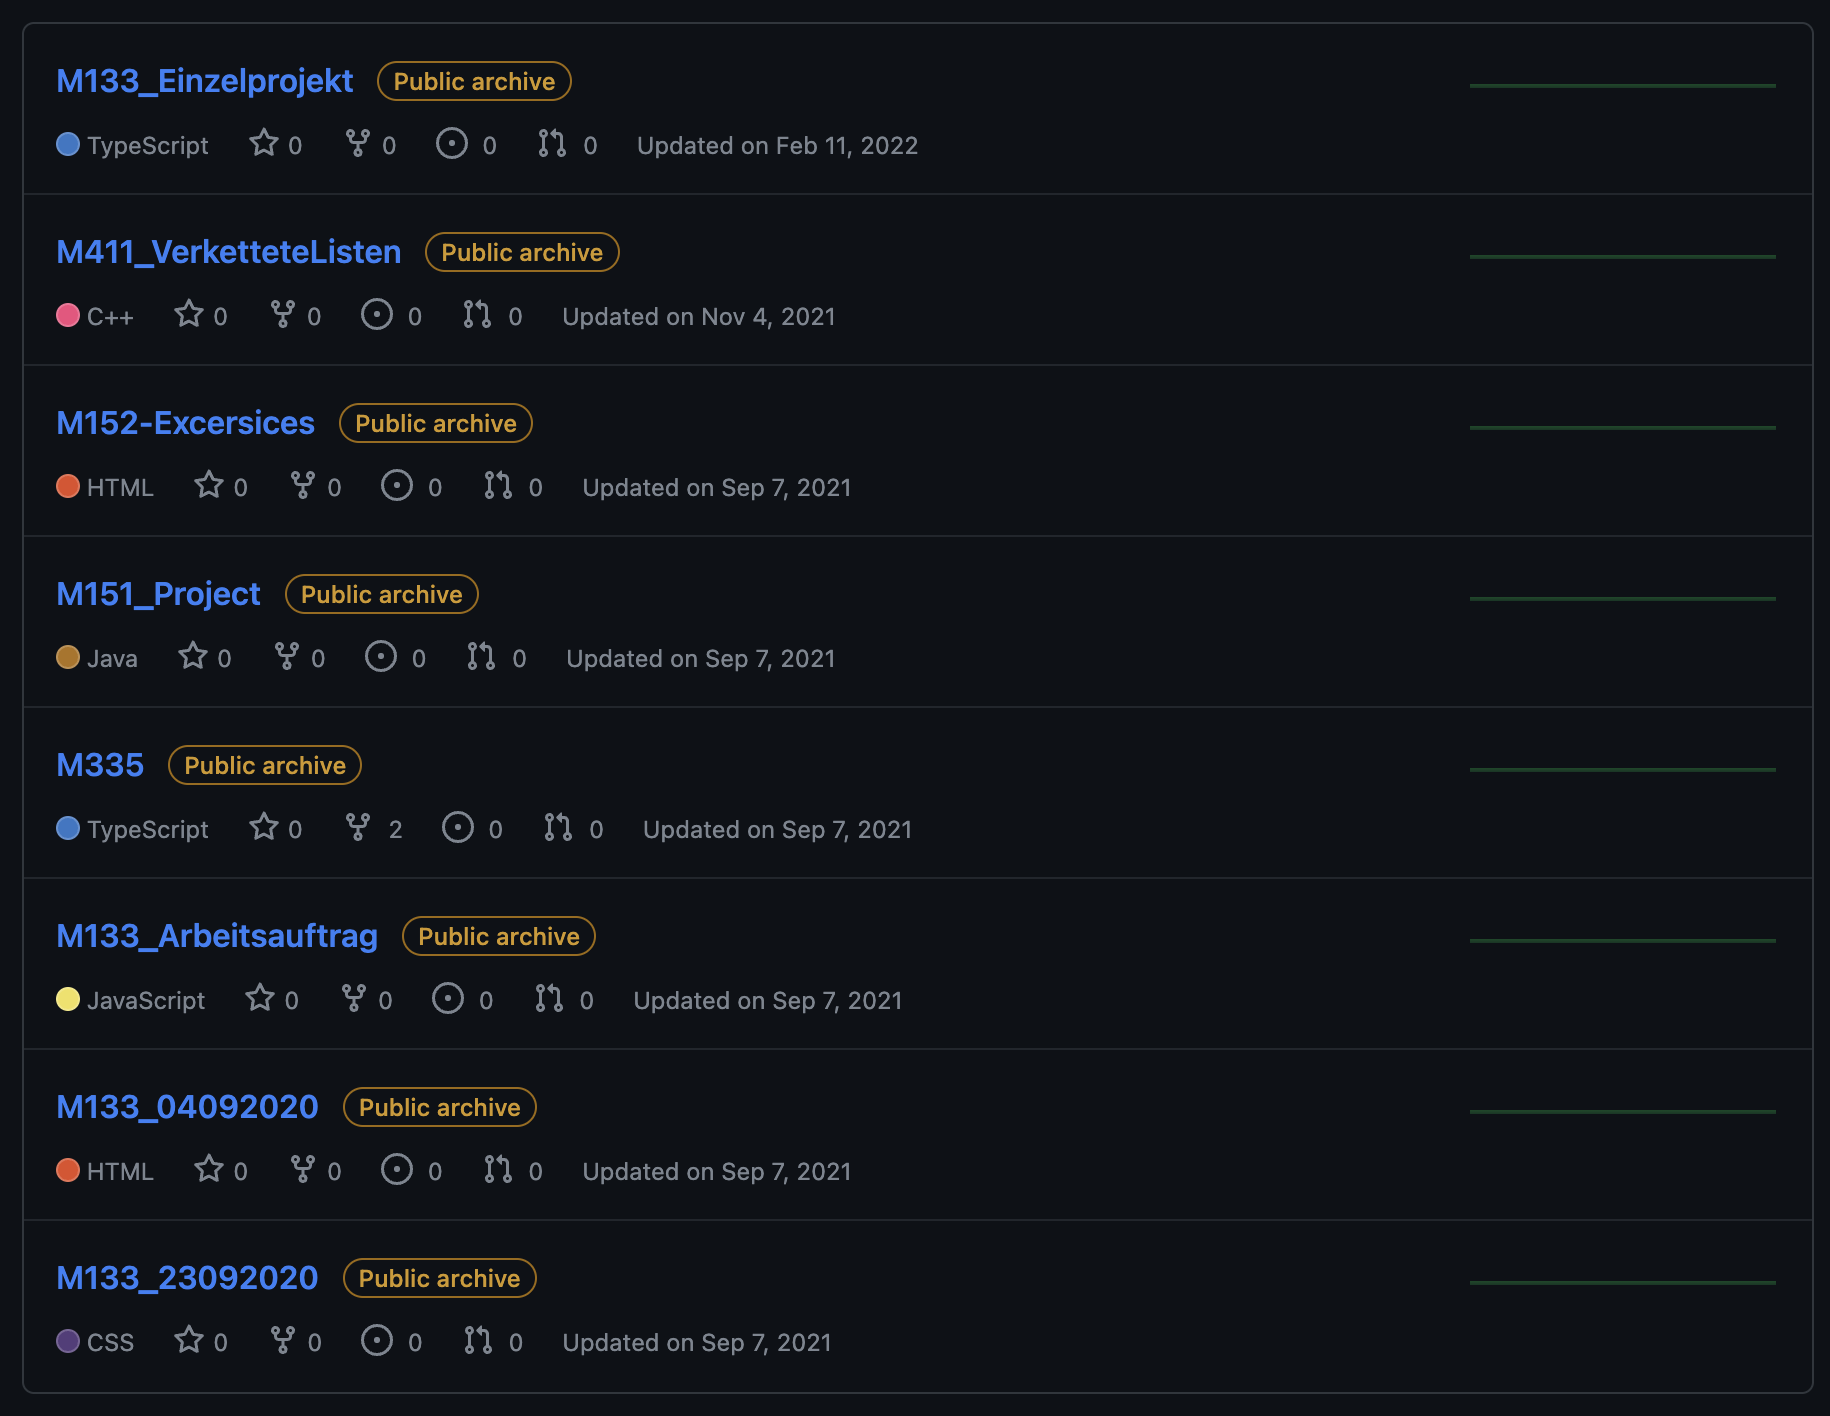 M133_Einzelprojekt Public archive
TypeScript 0 0 0 0 Updated on Feb 11, 2022
M411_VerketteteListen Public archive
C++ 0 0 0 0 Updated on Nov 4, 2021
M152-Excersices Public archive
HTML 0 0 0 0 Updated on Sep 7, 2021
M151_Project Public archive
Java 0 0 0 0 Updated on Sep 7, 2021
M335 Public archive
TypeScript 0 2 0 0 Updated on Sep 7, 2021
M133_Arbeitsauftrag Public archive
JavaScript 0 0 0 0 Updated on Sep 7, 2021
M133_04092020 Public archive
HTML 0 0 0 0 Updated on Sep 7, 2021
M133_23092020 Public archive
CSS 0 0 0 0 Updated on Sep 7, 2021